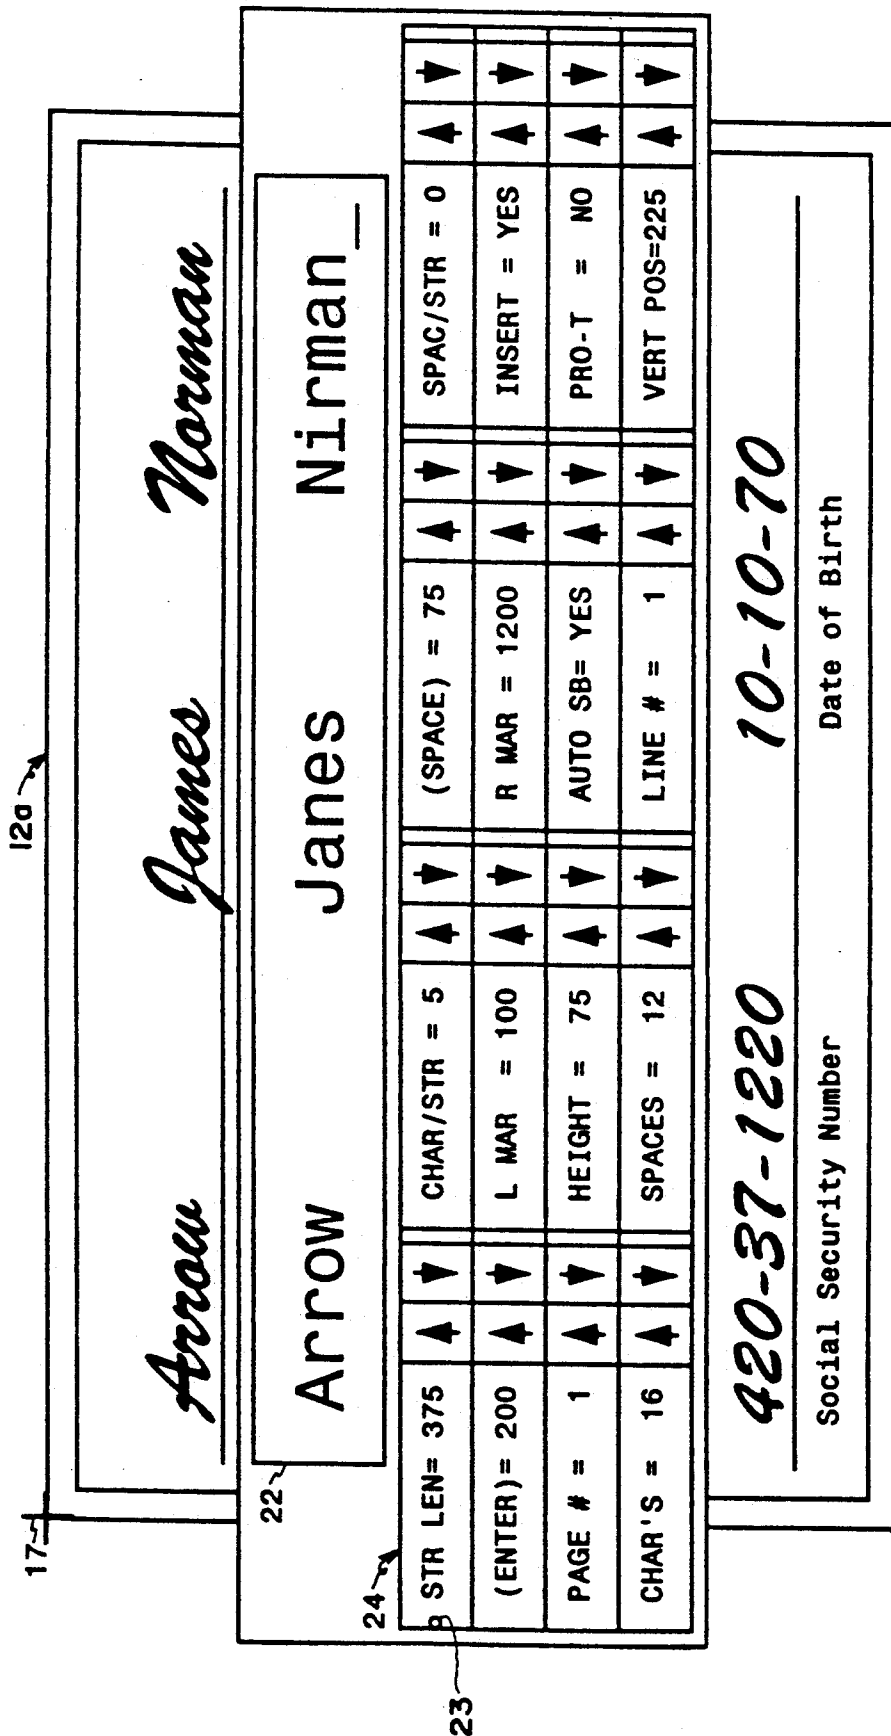 12a
17
Arrow James Norman
22
Arrow Janes Nirman_
24
STR LEN= 375 CHAR/STR = 5 (SPACE) = 75 SPAC/STR = 0
23
(ENTER)= 200 L MAR = 100 R MAR = 1200 INSERT = YES
PAGE # = 1 HEIGHT = 75 AUTO SB= YES PRO-T = NO
CHAR'S = 16 SPACES = 12 LINE # = 1 VERT POS=225
420-37-1220 10-10-70
Social Security Number Date of Birth